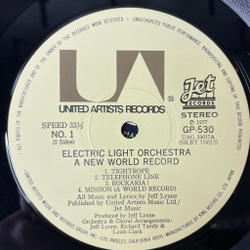 UA
UNITED ARTISTS RECORDS
Jet
RECORDS
SPEED 33⅓
NO. 1
STEREO
℗ 1977
GP-530
ELECTRIC LIGHT ORCHESTRA
A NEW WORLD RECORD
1. TIGHTROPE
2. TELEPHONE LINE
3. ROCKARIA!
4. MISSION (A WORLD RECORD)
All Music and Lyrics by Jeff Lynne
Published by United Artists Music Ltd./
Jet Music
Produced by Jeff Lynne
Orchestra & Choral Arrangements:
Jeff Lynne, Richard Tandy &
Louis Clark